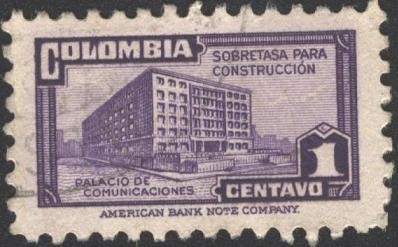 COLOMBIA
SOBRETASA PARA
CONSTRUCCIÓN
PALACIO DE
COMUNICACIONES
1
CENTAVO
AMERICAN BANK NOTE COMPANY.